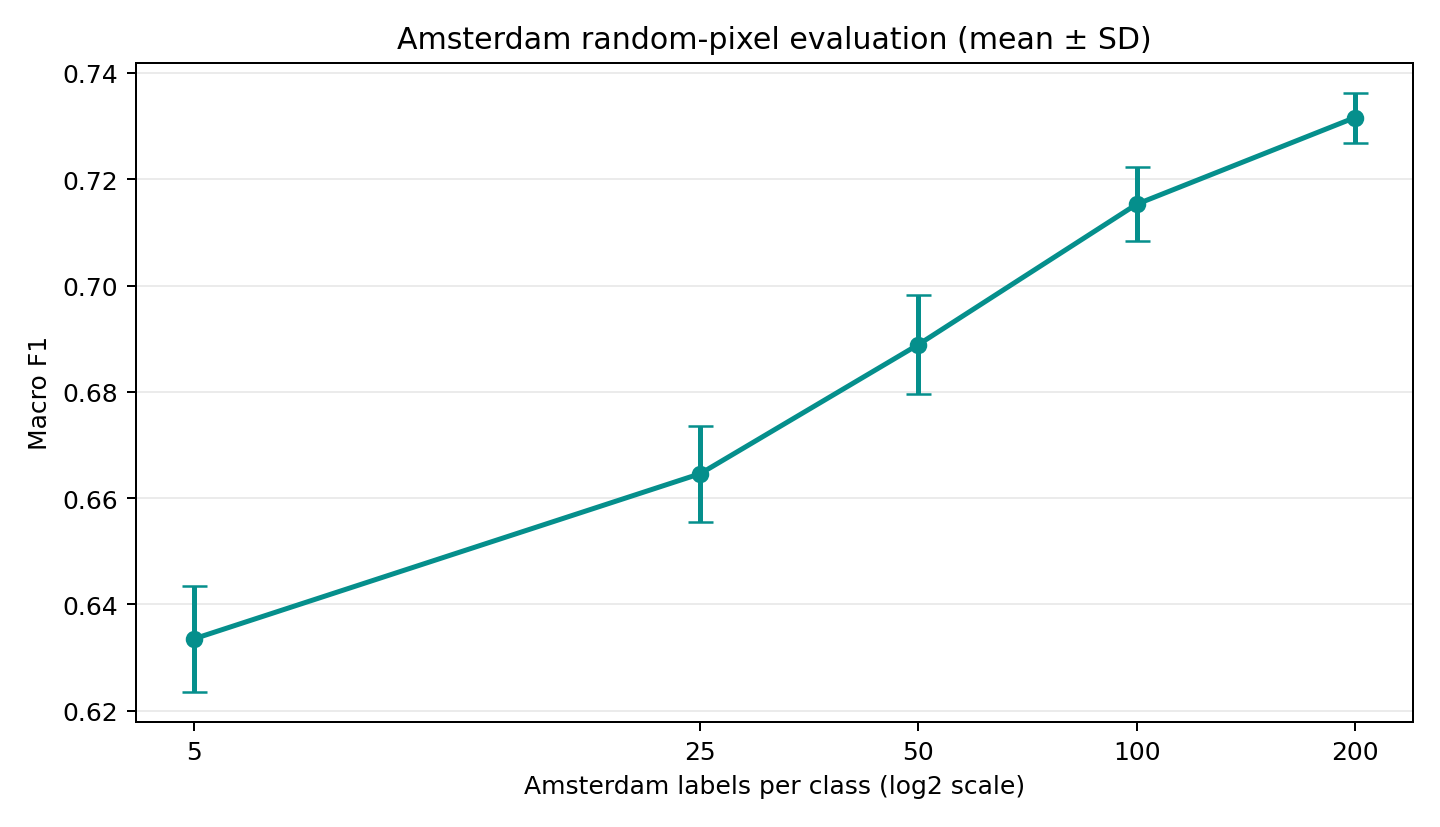 Amsterdam random-pixel evaluation (mean ± SD)
Macro F1
0.74
0.72
0.70
0.68
0.66
0.64
0.62
5 25 50 100 200
Amsterdam labels per class (log2 scale)